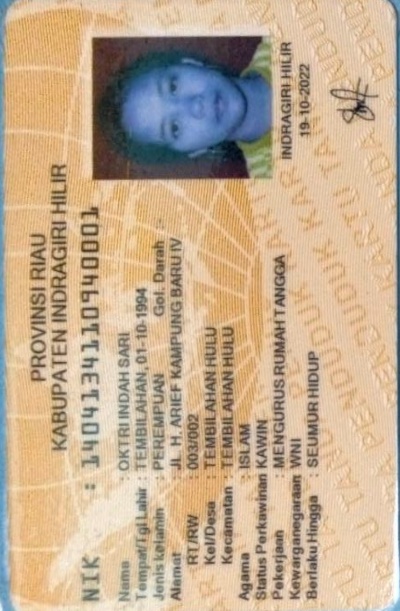 PROVINSI RIAU
KABUPATEN INDRAGIRI HILIR
NIK : 1404134110940001
Nama : OKTRI INDAH SARI
Tempat/Tgl Lahir : TEMBILAHAN, 01-10-1994
Jenis kelamin : PEREMPUAN Gol. Darah :-
Alamat : JL. H. ARIEF KAMPUNG BARU IV
RT/RW : 003/002
Kel/Desa : TEMBILAHAN HULU
Kecamatan : TEMBILAHAN HULU
Agama : ISLAM
Status Perkawinan: KAWIN
Pekerjaan : MENGURUS RUMAH TANGGA
Kewarganegaraan: WNI
Berlaku Hingga : SEUMUR HIDUP
INDRAGIRI HILIR
19-10-2022